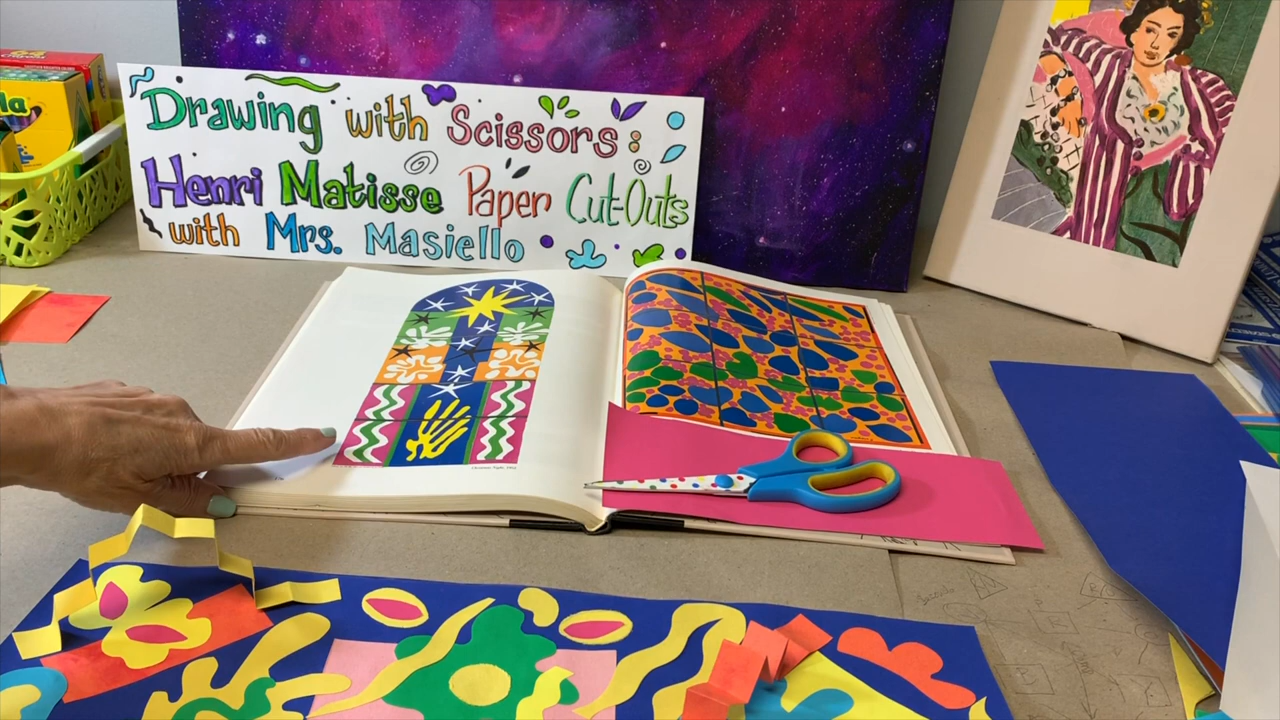 Drawing with Scissors:
Henri Matisse Paper Cut-Outs
with Mrs. Masiello